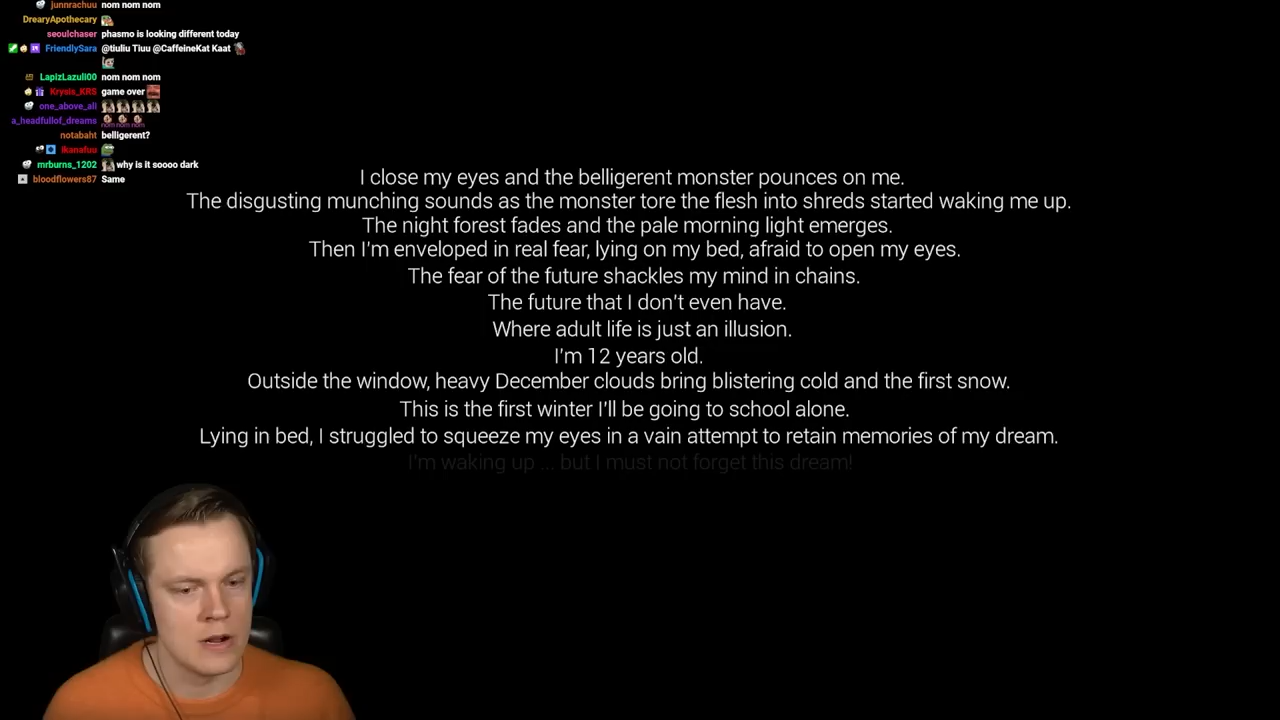 junnrachuu nom nom nom
DrearyApothecary
seoulchaser phasmo is looking different today
FriendlySara @tiuliu Tiuu @CaffeineKat Kaat
LapizLazuli00 nom nom nom
Krysis_KRS game over
one_above_all
a_headfullof_dreams nom nom nom
notabaht belligerent?
ikanafuu
mrburns_1202 why is it soooo dark
bloodflowers87 Same
I close my eyes and the belligerent monster pounces on me.
The disgusting munching sounds as the monster tore the flesh into shreds started waking me up.
The night forest fades and the pale morning light emerges.
Then I'm enveloped in real fear, lying on my bed, afraid to open my eyes.
The fear of the future shackles my mind in chains.
The future that I don't even have.
Where adult life is just an illusion.
I'm 12 years old.
Outside the window, heavy December clouds bring blistering cold and the first snow.
This is the first winter I'll be going to school alone.
Lying in bed, I struggled to squeeze my eyes in a vain attempt to retain memories of my dream.
I'm waking up ... but I must not forget this dream!